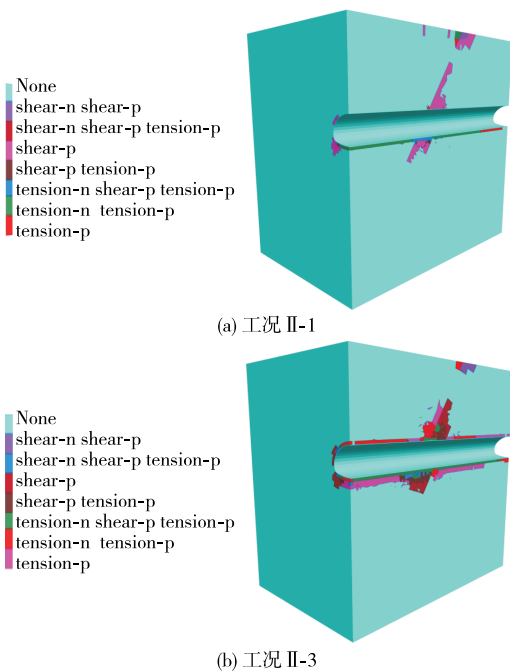 None
shear-n shear-p
shear-n shear-p tension-p
shear-p
shear-p tension-p
tension-n shear-p tension-p
tension-n tension-p
tension-p
(a) 工况 Ⅱ-1
None
shear-n shear-p
shear-n shear-p tension-p
shear-p
shear-p tension-p
tension-n shear-p tension-p
tension-n tension-p
tension-p
(b) 工况 Ⅱ-3